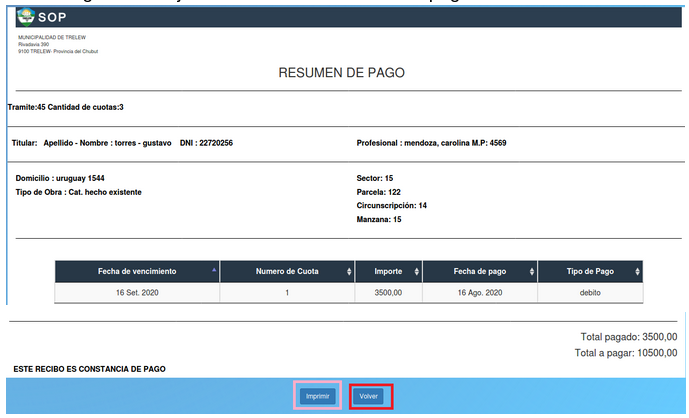 SOP
MUNICIPALIDAD DE TRELEW
Rivadavia 390
9100 TRELEW- Provincia del Chubut
RESUMEN DE PAGO
Tramite:45 Cantidad de cuotas:3
Titular: Apellido - Nombre : torres - gustavo DNI : 22720256
Profesional : mendoza, carolina M.P: 4569
Domicilio : uruguay 1544
Tipo de Obra : Cat. hecho existente
Sector: 15
Parcela: 122
Circunscripción: 14
Manzana: 15
Fecha de vencimiento Numero de Cuota Importe Fecha de pago Tipo de Pago
16 Set. 2020 1 3500,00 16 Ago. 2020 debito
Total pagado: 3500,00
Total a pagar: 10500,00
ESTE RECIBO ES CONSTANCIA DE PAGO
Imprimir Volver